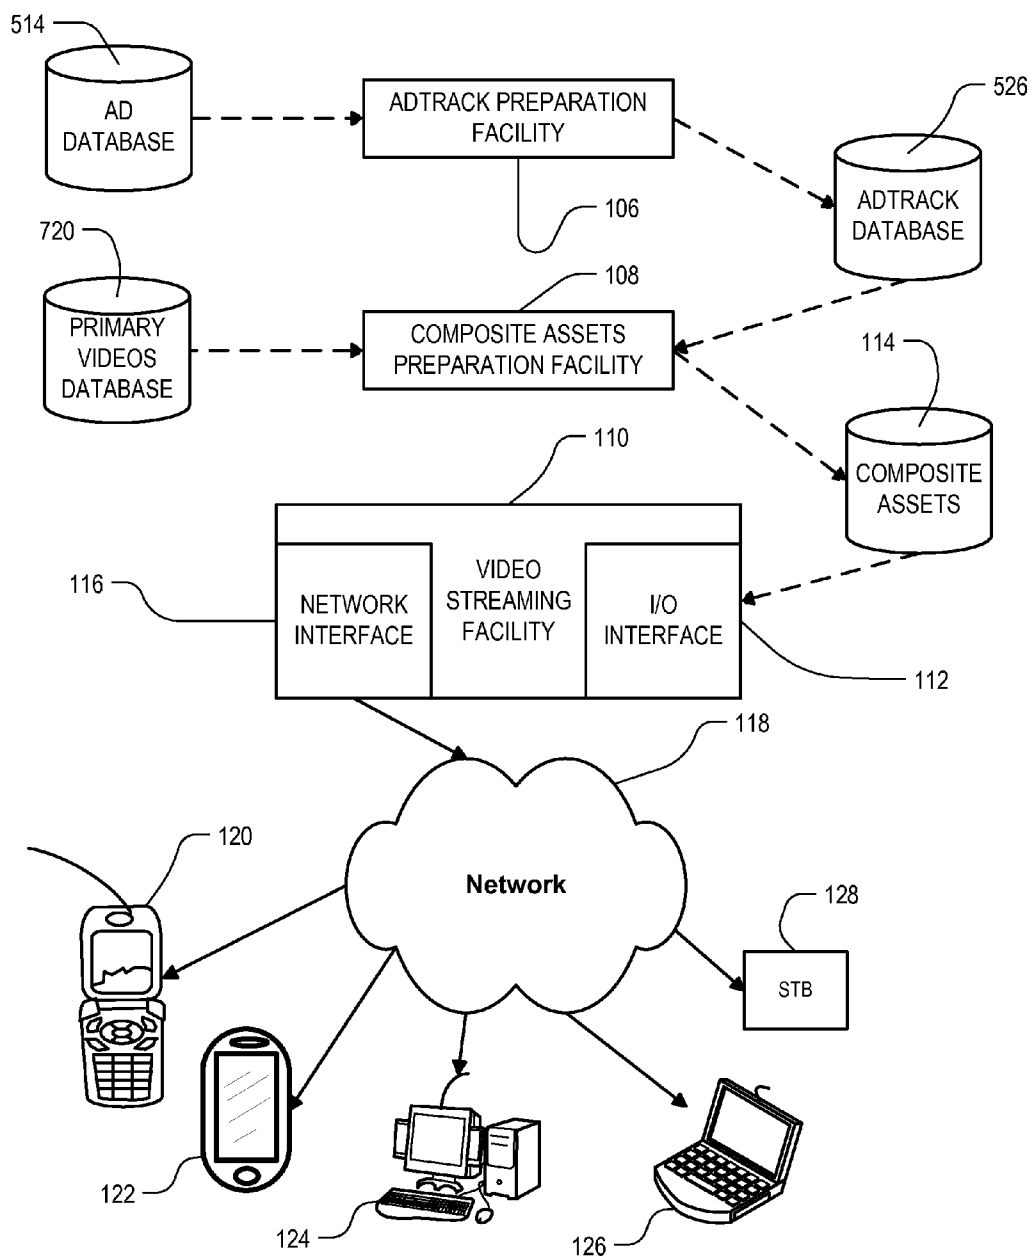 514
AD
DATABASE
ADTRACK PREPARATION
FACILITY
526
ADTRACK
DATABASE
106
720
PRIMARY
VIDEOS
DATABASE
108
COMPOSITE ASSETS
PREPARATION FACILITY
114
COMPOSITE
ASSETS
110
116
NETWORK
INTERFACE
VIDEO
STREAMING
FACILITY
I/O
INTERFACE
112
118
Network
120
128
STB
122
124
126